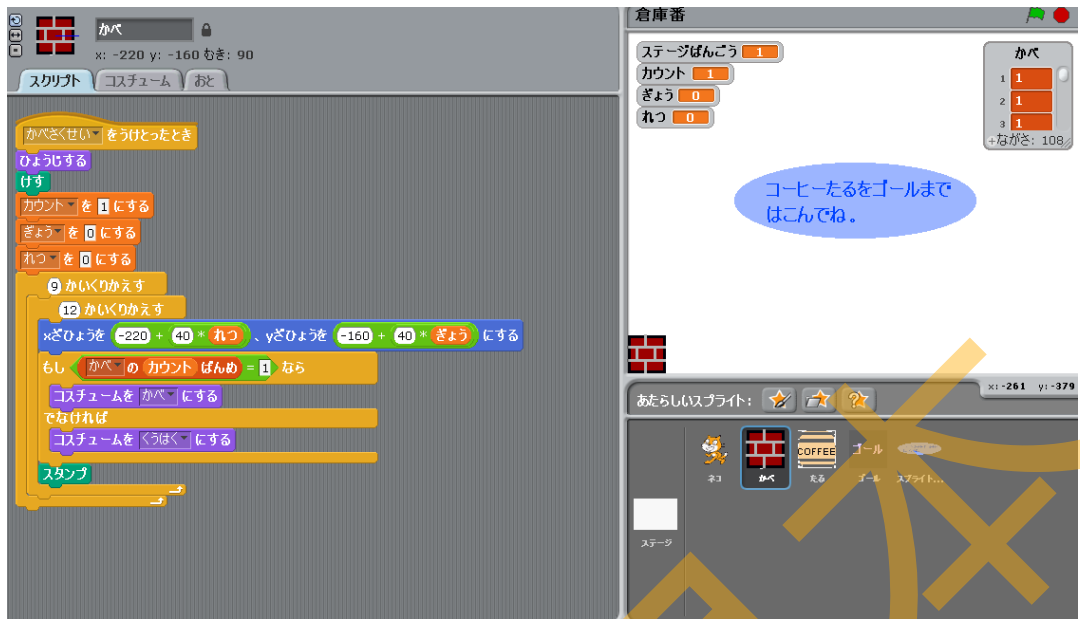 かべ
x: -220 y: -160 むき: 90
スクリプト コスチューム おと
かべさくせい をうけとったとき
ひょうじする
けす
カウント を 1 にする
ぎょう を 0 にする
れつ を 0 にする
9 かいくりかえす
12 かいくりかえす
xざひょうを -220 + 40 * れつ 、yざひょうを -160 + 40 * ぎょう にする
もし かべ の カウント ばんめ = 1 なら
コスチュームを かべ にする
でなければ
コスチュームを くうはく にする
スタンプ
倉庫番
ステージばんごう 1
カウント 1
ぎょう 0
れつ 0
かべ
1 1
2 1
3 1
+ながさ: 108
コーヒーたるをゴールまで
はこんでね。
x: -261 y: -379
あたらしいスプライト:
COFFEE
ゴール
ネコ かべ たる ゴール スプライト...
ステージ